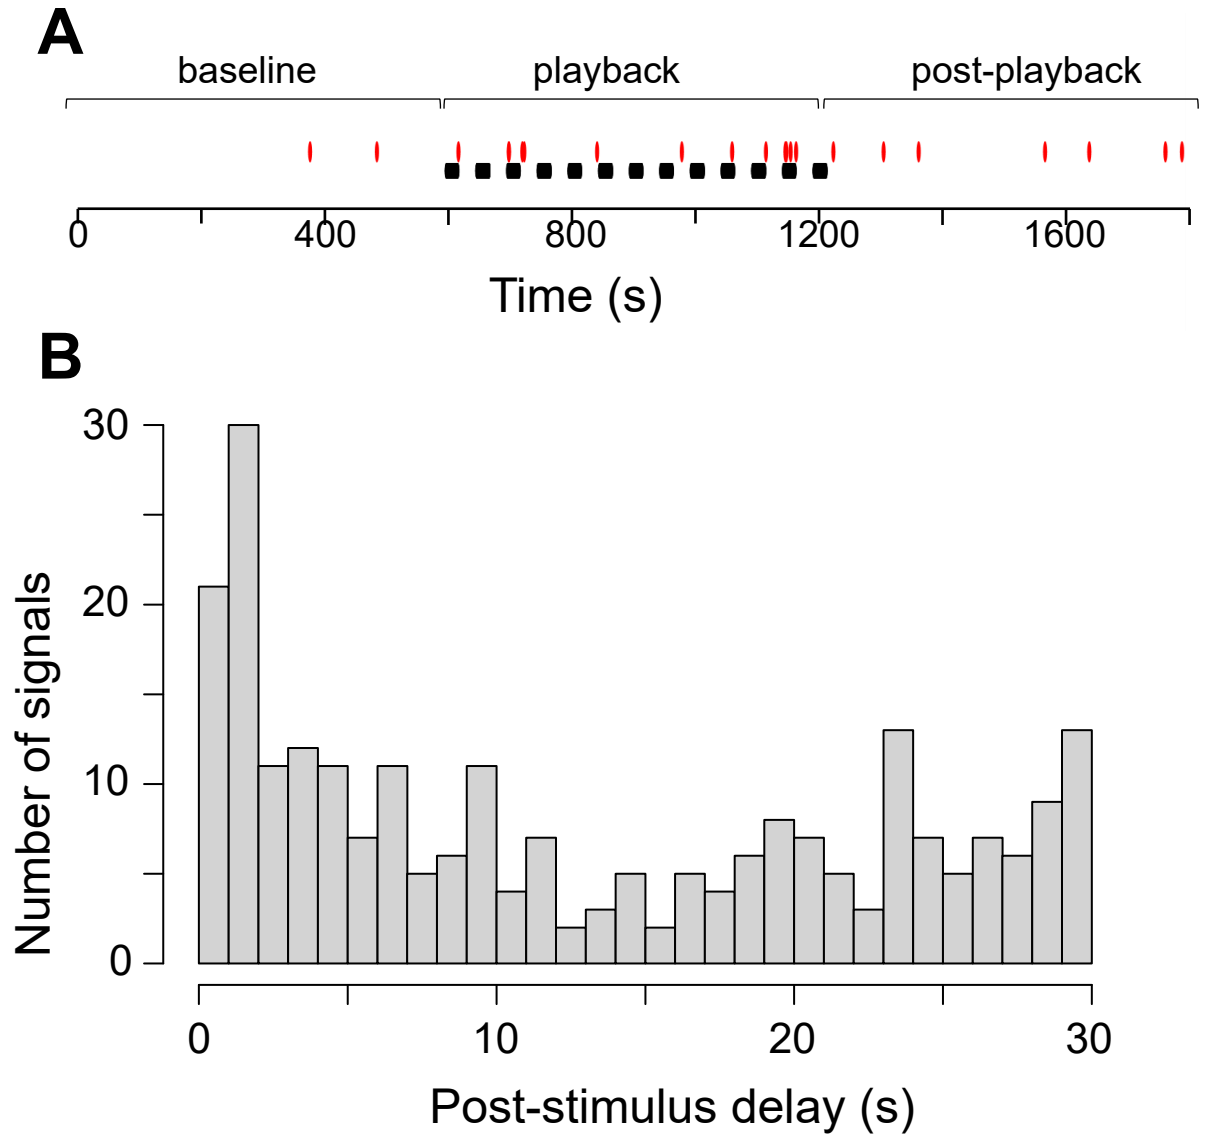 A
baseline playback post-playback
0 400 800 1200 1600
Time (s)
B
30
20
10
0
Number of signals
0 10 20 30
Post-stimulus delay (s)